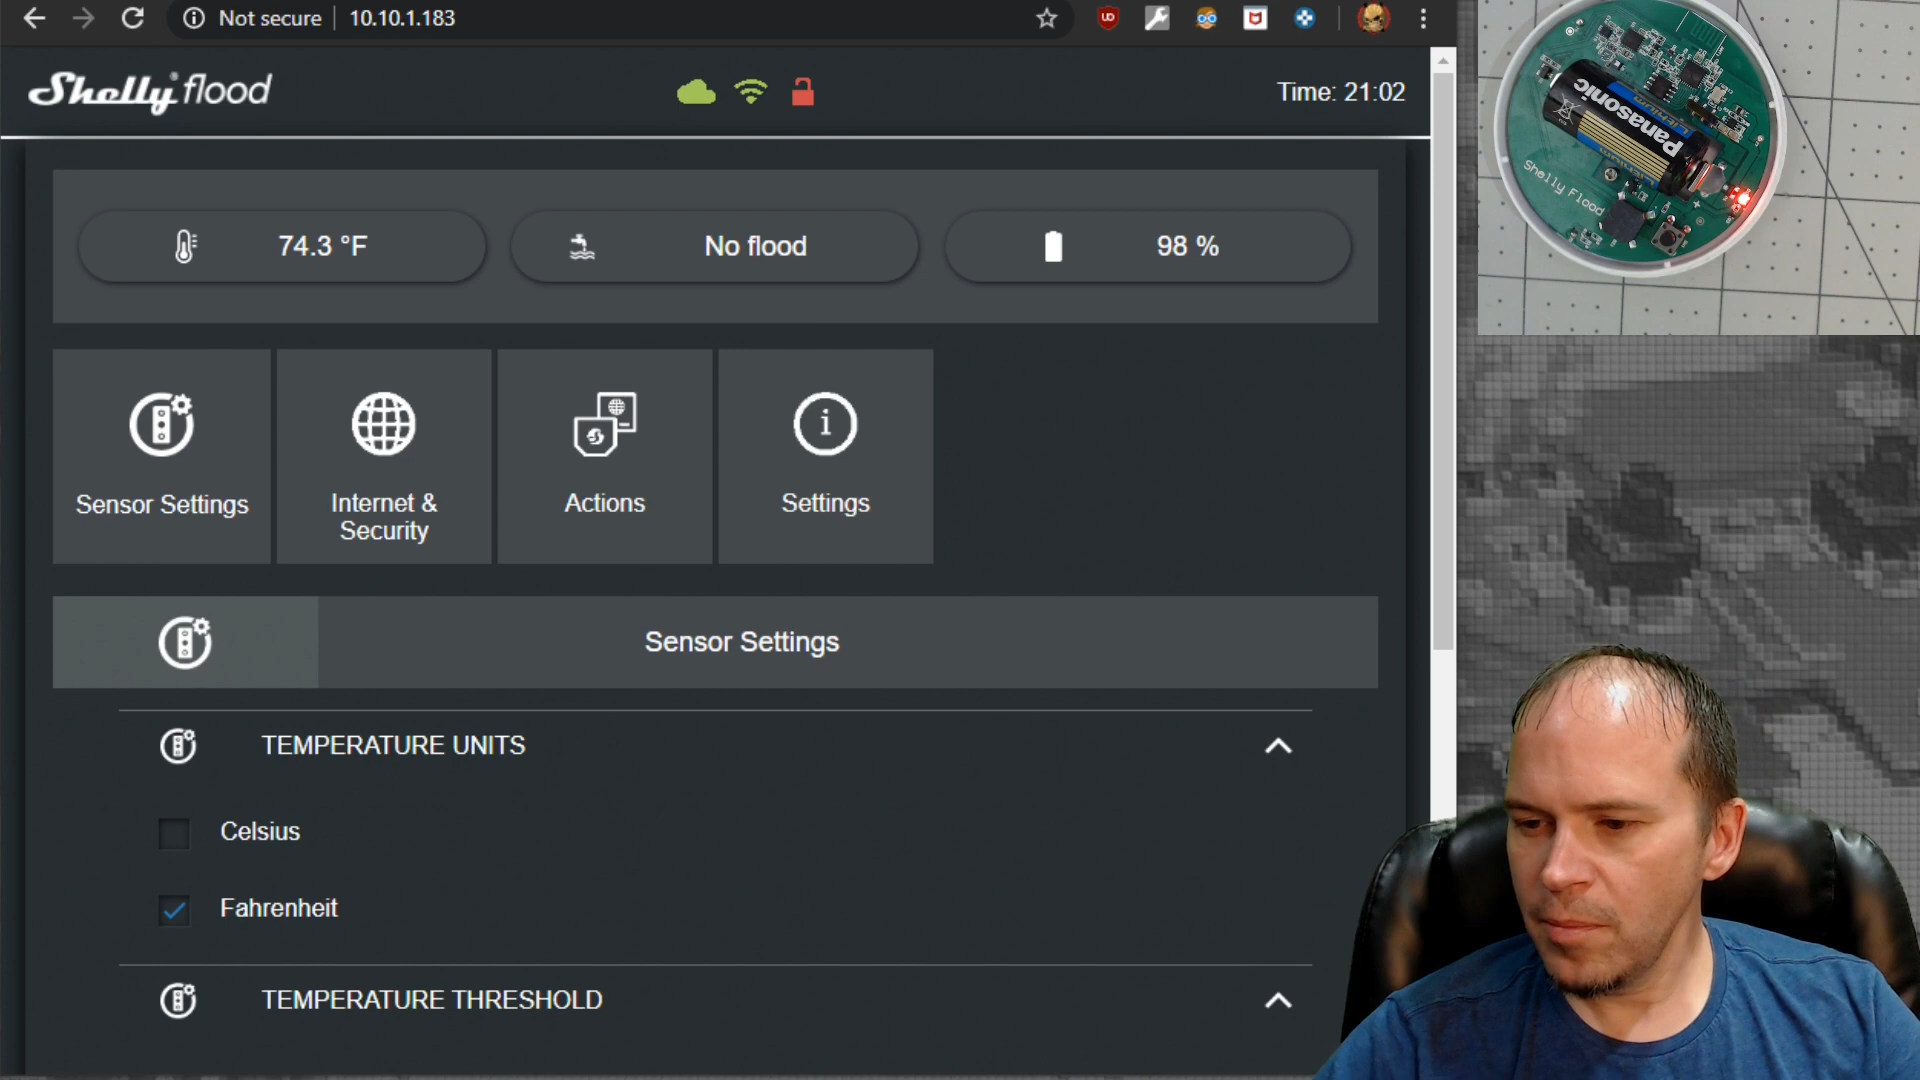 Not secure
10.10.1.183
Shelly® flood
Time: 21:02
74.3 °F
No flood
98 %
Sensor Settings
Internet &
Security
Actions
Settings
Sensor Settings
TEMPERATURE UNITS
Celsius
Fahrenheit
TEMPERATURE THRESHOLD
Panasonic
Lithium
Shelly Flood